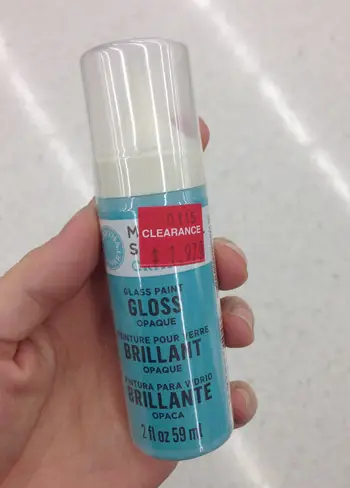 0115
CLEARANCE
M
S
GLASS PAINT
GLOSS
OPAQUE
PEINTURE POUR VERRE
BRILLANT
OPAQUE
PINTURA PARA VIDRIO
BRILLANTE
OPACA
2 fl oz 59 ml